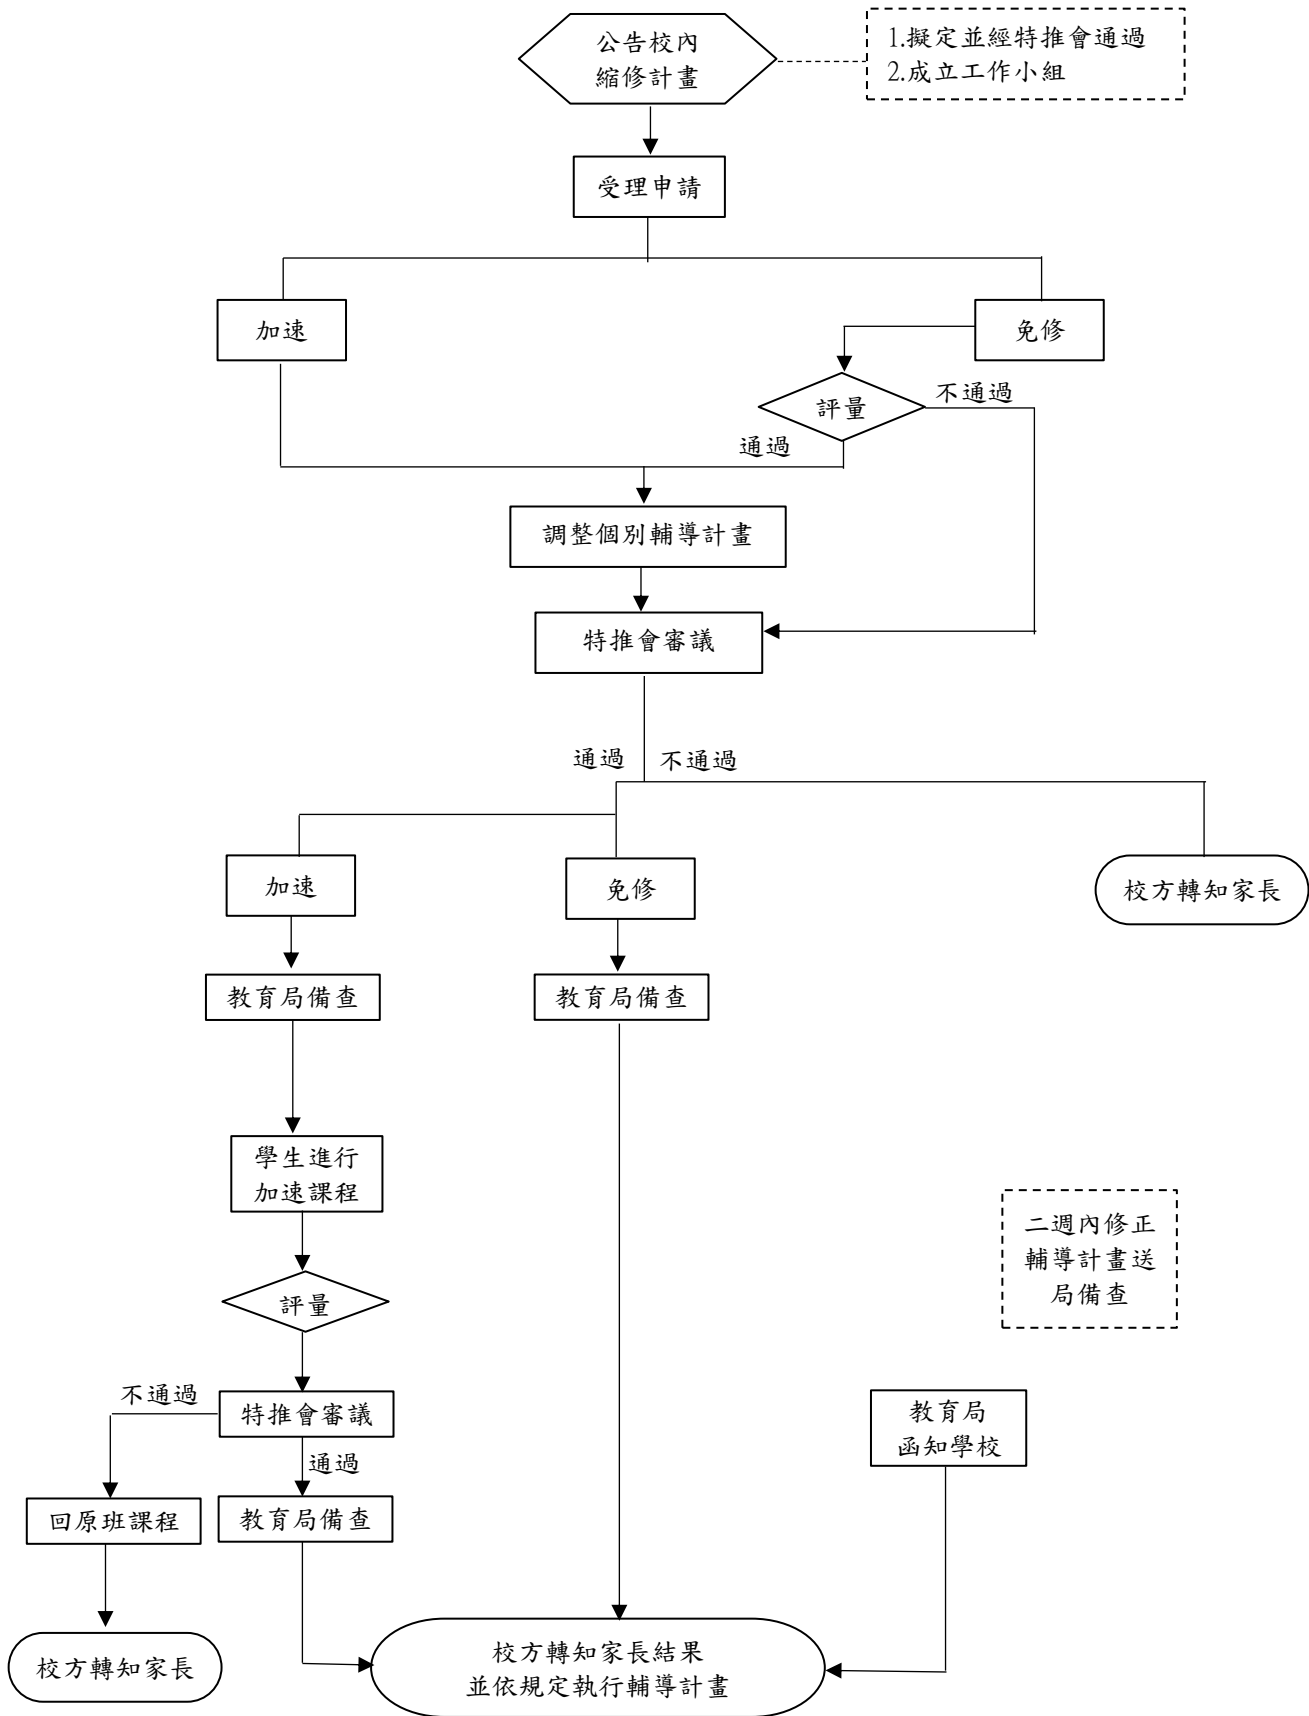 公告校內
縮修計畫
1.擬定並經特推會通過
2.成立工作小組
受理申請
加速
免修
評量
不通過
通過
調整個別輔導計畫
特推會審議
通過
不通過
加速
免修
校方轉知家長
教育局備查
教育局備查
學生進行
加速課程
二週內修正
輔導計畫送
局備查
評量
不通過
特推會審議
教育局
函知學校
通過
回原班課程
教育局備查
校方轉知家長
校方轉知家長結果
並依規定執行輔導計畫